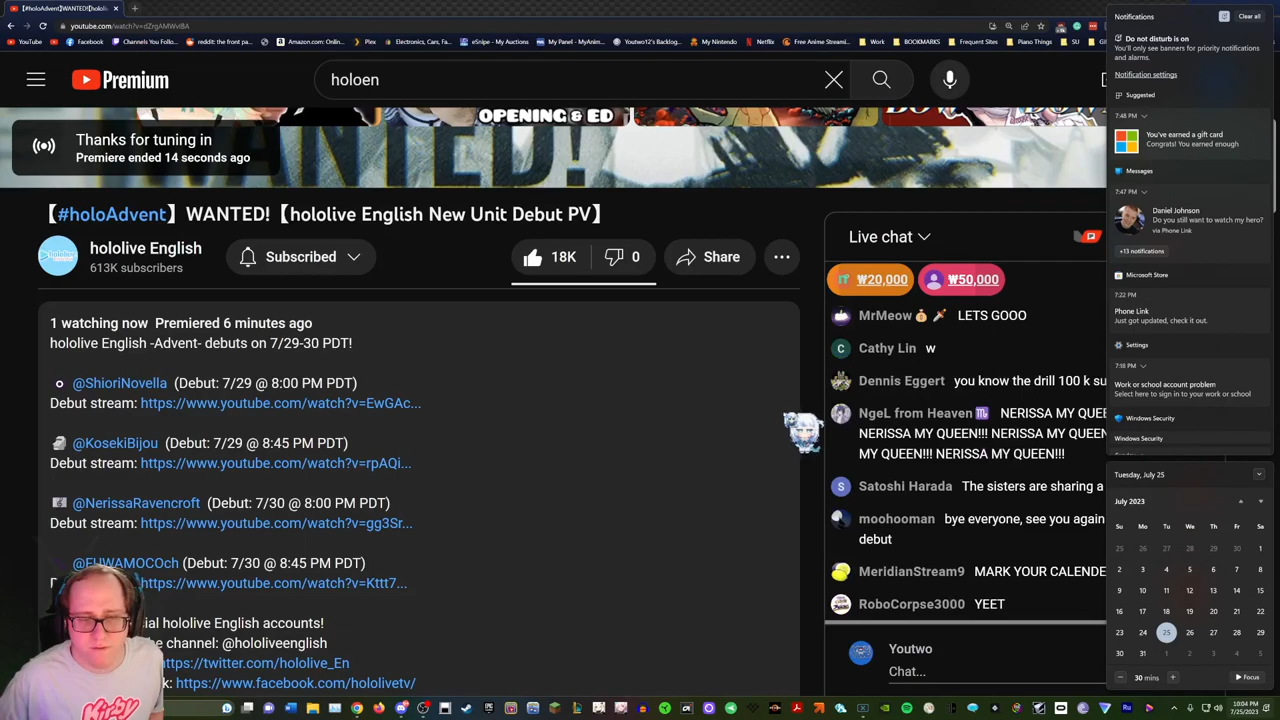 【#holoAdvent】WANTED!【hololi
youtube.com/watch?v=dZrgAMWvIBA
YouTube
Facebook
Channels You Follow
reddit: the front pa
Amazon.com: Onlin...
Plex
Electronics, Cars, Fa...
eSnipe - My Auctions
My Panel - MyAnim...
Youtwo12's Backlog...
My Nintendo
Netflix
Free Anime Streami...
Work
BOOKMARKS
Frequent Sites
Piano Things
SU
Premium
holoen
OPENING & ED
WANTED!
Thanks for tuning in
Premiere ended 14 seconds ago
【#holoAdvent】WANTED!【hololive English New Unit Debut PV】
hololive English
613K subscribers
Subscribed
18K
0
Share
1 watching now Premiered 6 minutes ago
hololive English -Advent- debuts on 7/29-30 PDT!
@ShioriNovella (Debut: 7/29 @ 8:00 PM PDT)
Debut stream: https://www.youtube.com/watch?v=EwGAc...
@KosekiBijou (Debut: 7/29 @ 8:45 PM PDT)
Debut stream: https://www.youtube.com/watch?v=rpAQi...
@NerissaRavencroft (Debut: 7/30 @ 8:00 PM PDT)
Debut stream: https://www.youtube.com/watch?v=gg3Sr...
@FUWAMOCOch (Debut: 7/30 @ 8:45 PM PDT)
https://www.youtube.com/watch?v=Kttt7...
ial hololive English accounts!
e channel: @hololiveenglish
https://twitter.com/hololive_En
k: https://www.facebook.com/hololivetv/
KIRBY
Live chat
₩20,000
₩50,000
MrMeow LETS GOOO
Cathy Lin w
Dennis Eggert you know the drill 100 k su
NgeL from Heaven NERISSA MY QUEE
NERISSA MY QUEEN!!! NERISSA MY QUEE
MY QUEEN!!! NERISSA MY QUEEN!!!
Satoshi Harada The sisters are sharing a
moohooman bye everyone, see you again
debut
MeridianStream9 MARK YOUR CALENDE
RoboCorpse3000 YEET
Youtwo
Chat...
Notifications
Clear all
Do not disturb is on
You'll only see banners for priority notifications
and alarms.
Notification settings
Suggested
7:48 PM
You've earned a gift card
Congrats! You earned enough
Messages
7:47 PM
Daniel Johnson
Do you still want to watch my hero?
via Phone Link
+13 notifications
Microsoft Store
7:22 PM
Phone Link
Just got updated, check it out.
Settings
7:18 PM
Work or school account problem
Select here to sign in to your work or school
Windows Security
Windows Security
Tuesday, July 25
July 2023
Su Mo Tu We Th Fr Sa
25 26 27 28 29 30 1
2 3 4 5 6 7 8
9 10 11 12 13 14 15
16 17 18 19 20 21 22
23 24 25 26 27 28 29
30 31 1 2 3 4 5
30 mins
Focus
10:04 PM
7/25/2023